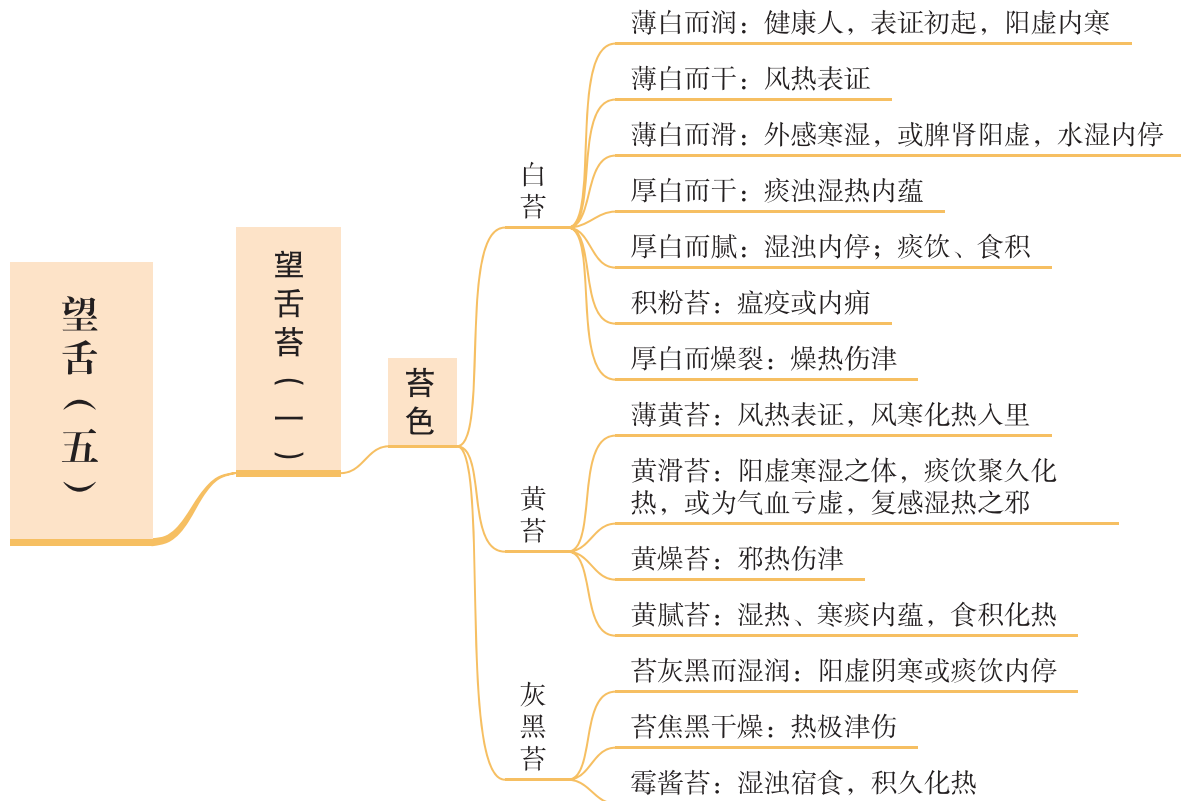 望舌（五）
望舌苔（一）
苔色
白苔
薄白而润：健康人，表证初起，阳虚内寒
薄白而干：风热表证
薄白而滑：外感寒湿，或脾肾阳虚，水湿内停
厚白而干：痰浊湿热内蕴
厚白而腻：湿浊内停；痰饮、食积
积粉苔：瘟疫或内痈
厚白而燥裂：燥热伤津
黄苔
薄黄苔：风热表证，风寒化热入里
黄滑苔：阳虚寒湿之体，痰饮聚久化
热，或为气血亏虚，复感湿热之邪
黄燥苔：邪热伤津
黄腻苔：湿热、寒痰内蕴，食积化热
灰黑苔
苔灰黑而湿润：阳虚阴寒或痰饮内停
苔焦黑干燥：热极津伤
霉酱苔：湿浊宿食，积久化热